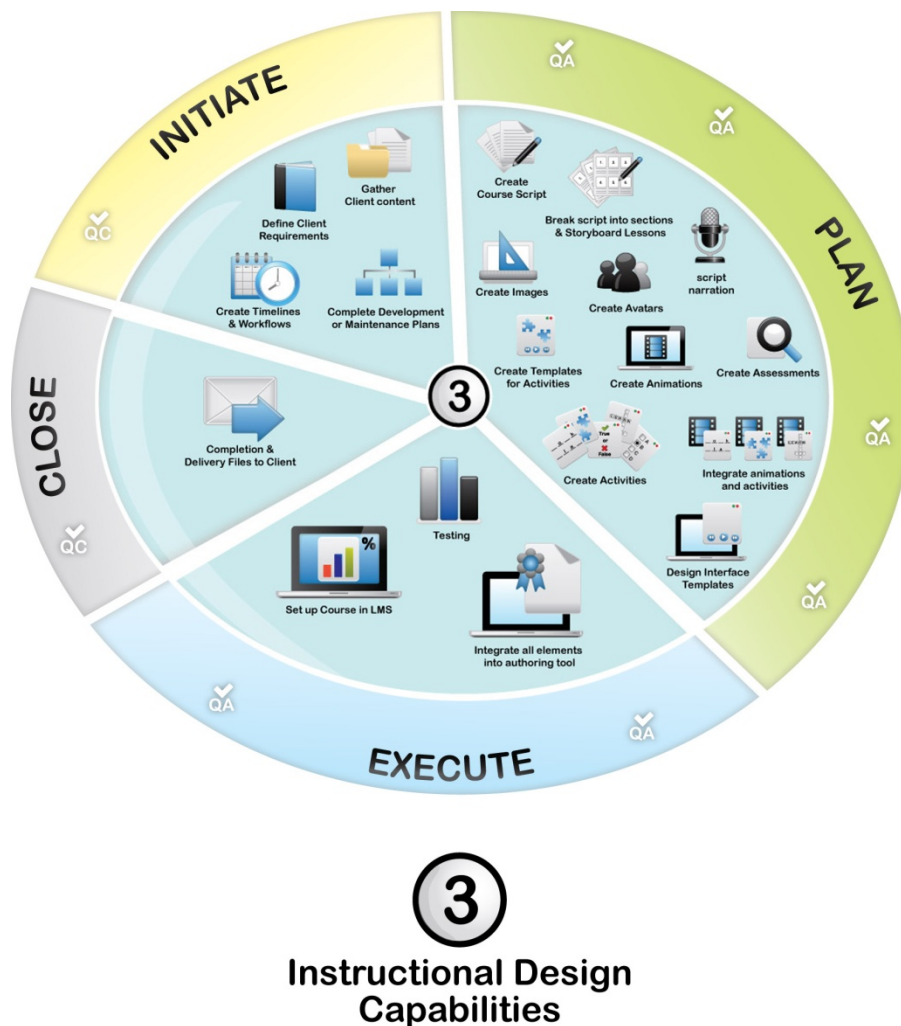 INITIATE
QC
Gather
Client content
Define Client
Requirements
Create Timelines
& Workflows
Complete Development
or Maintenance Plans
PLAN
QA
QA
QA
QA
Create
Course Script
Break script into sections
& Storyboard Lessons
script
narration
Create Images
Create Avatars
Create Templates
for Activities
Create Animations
Create Assessments
True
or
False
Create Activities
Integrate animations
and activities
Design Interface
Templates
3
CLOSE
QC
Completion &
Delivery Files to Client
EXECUTE
QA
QA
Testing
%
Set up Course in LMS
Integrate all elements
into authoring tool
3
Instructional Design
Capabilities